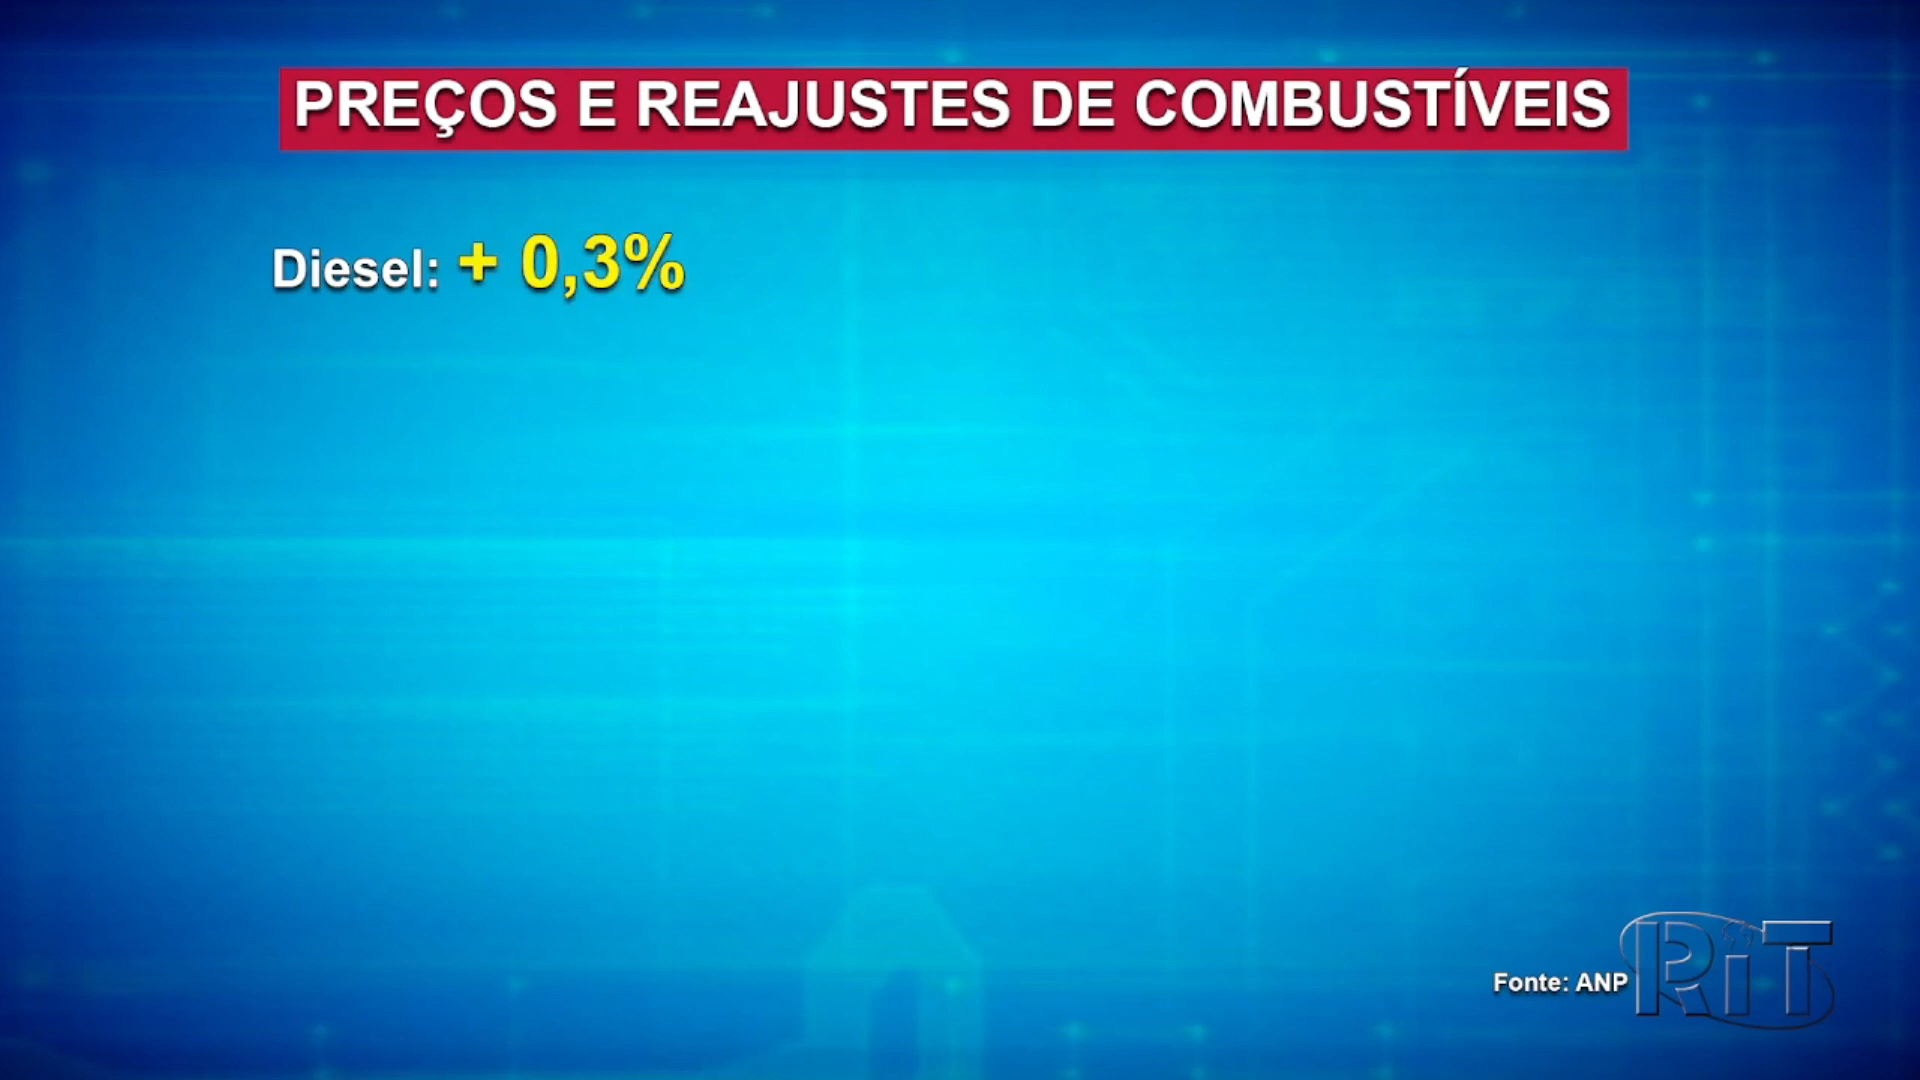 PREÇOS E REAJUSTES DE COMBUSTÍVEIS
Diesel: + 0,3%
Fonte: ANP
RiT